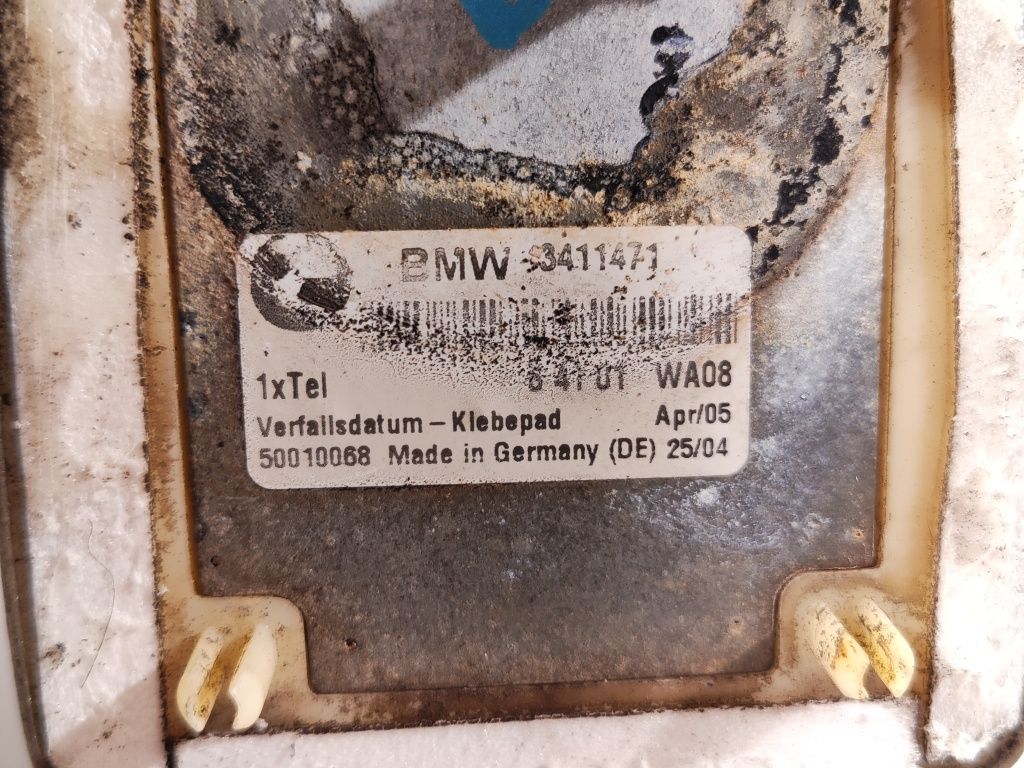 BMW 3411471
1xTel WA08
Verfallsdatum – Klebepad Apr/05
50010068 Made in Germany (DE) 25/04